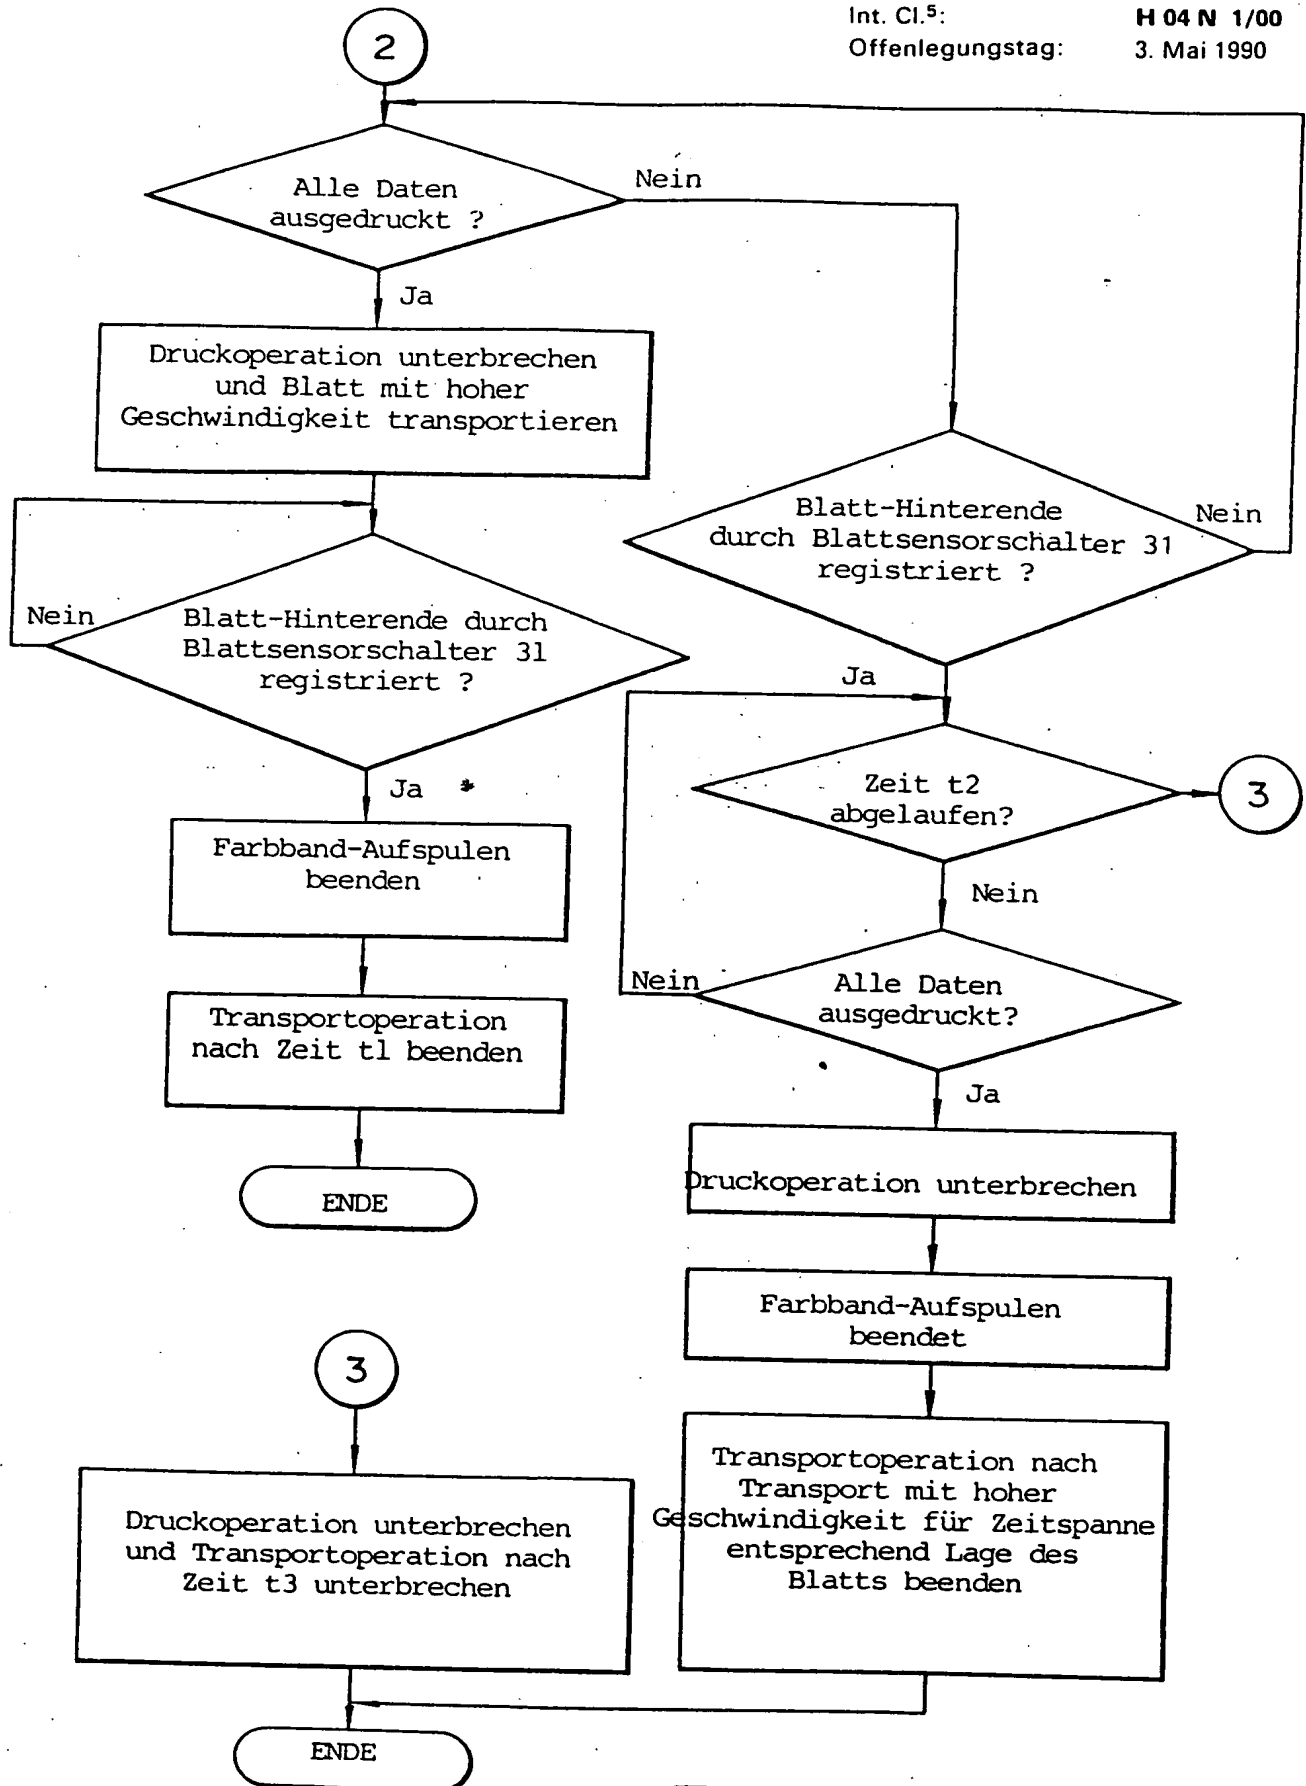 Int. Cl.5:
H 04 N 1/00
Offenlegungstag:
3. Mai 1990
2
Alle Daten
ausgedruckt ?
Nein
Ja
Druckoperation unterbrechen
und Blatt mit hoher
Geschwindigkeit transportieren
Blatt-Hinterende
durch Blattsensorschalter 31
registriert ?
Nein
Nein
Blatt-Hinterende durch
Blattsensorschalter 31
registriert ?
Ja
Ja
Zeit t2
abgelaufen?
3
Farbband-Aufspulen
beenden
Nein
Nein
Alle Daten
ausgedruckt?
Transportoperation
nach Zeit t1 beenden
Ja
Druckoperation unterbrechen
ENDE
Farbband-Aufspulen
beendet
3
Transportoperation nach
Transport mit hoher
Geschwindigkeit für Zeitspanne
entsprechend Lage des
Blatts beenden
Druckoperation unterbrechen
und Transportoperation nach
Zeit t3 unterbrechen
ENDE